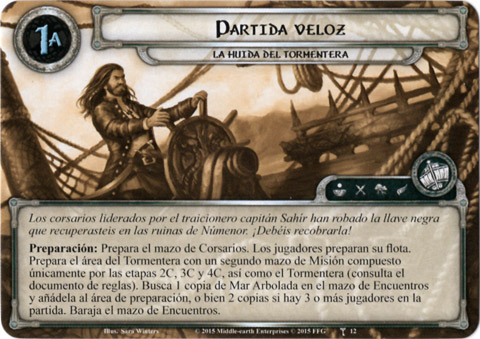 1A
PARTIDA VELOZ
LA HUIDA DEL TORMENTERA
Los corsarios liderados por el traicionero capitán Sahír han robado la llave negra
que recuperasteis en las ruinas de Númenor. ¡Debéis recobrarla!
Preparación: Prepara el mazo de Corsarios. Los jugadores preparan su flota.
Prepara el área del Tormentera con un segundo mazo de Misión compuesto
únicamente por las etapas 2C, 3C y 4C, así como el Tormentera (consulta el
documento de reglas). Busca 1 copia de Mar Arbolada en el mazo de Encuentros
y añádela al área de preparación, o bien 2 copias si hay 3 o más jugadores en la
partida. Baraja el mazo de Encuentros.
Illus. Sara Winters © 2015 Middle-earth Enterprises © 2015 FFG 12